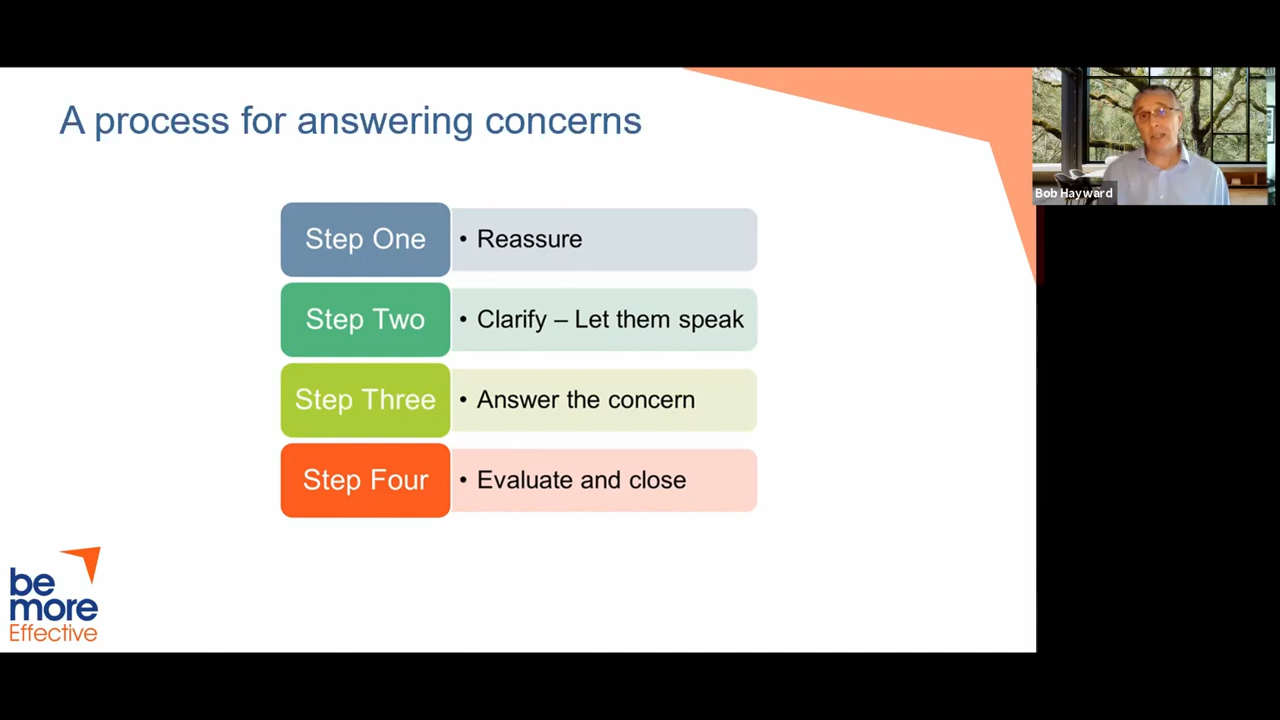 A process for answering concerns
Bob Hayward
Step One
• Reassure
Step Two
• Clarify – Let them speak
Step Three
• Answer the concern
Step Four
• Evaluate and close
be
more
Effective